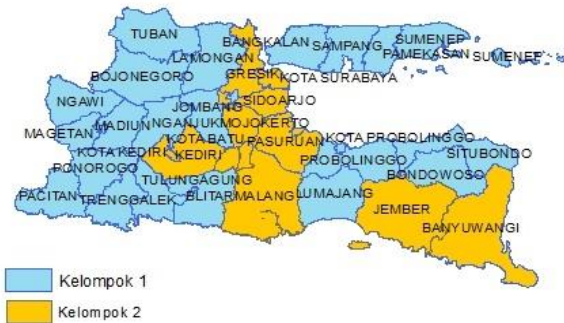 TUBAN
BANGKALAN
SAMPANG
SUMENEP
LAMONGAN
PAMEKASAN
SUMENEP
BOJONEGORO
GRESIK
KOTA SURABAYA
NGAWI
JOMBANG
SIDOARJO
MAGETAN
MADIUN
NGANJUK
MOJOKERTO
KOTA BATU
KOTA PROBOLINGGO
KOTA KEDIRI
KEDIRI
PASURUAN
PROBOLINGGO
SITUBONDO
PONOROGO
BONDOWOSO
TULUNGAGUNG
PACITAN
TRENGGALEK
BLITAR
MALANG
LUMAJANG
JEMBER
BANYUWANGI
Kelompok 1
Kelompok 2